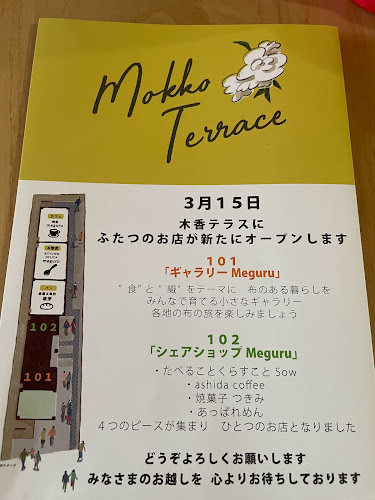 Mokko
Terrace
3月15日
木香テラスに
ふたつのお店が新たにオープンします
101
「ギャラリー Meguru」
"食"と"綴"をテーマに 布のある暮らしを
みんなで育てる小さなギャラリー
各地の布の旅を楽しみましょう
102
「シェアショップ Meguru」
・たべることくらすこと Sow
・ashida coffee
・焼菓子 つきみ
・あっぱれめん
4つのピースが集まり ひとつのお店となりました
どうぞよろしくお願いします
みなさまのお越しを 心よりお待ちしております
カフェ
meguru
meguru
パン
102
101